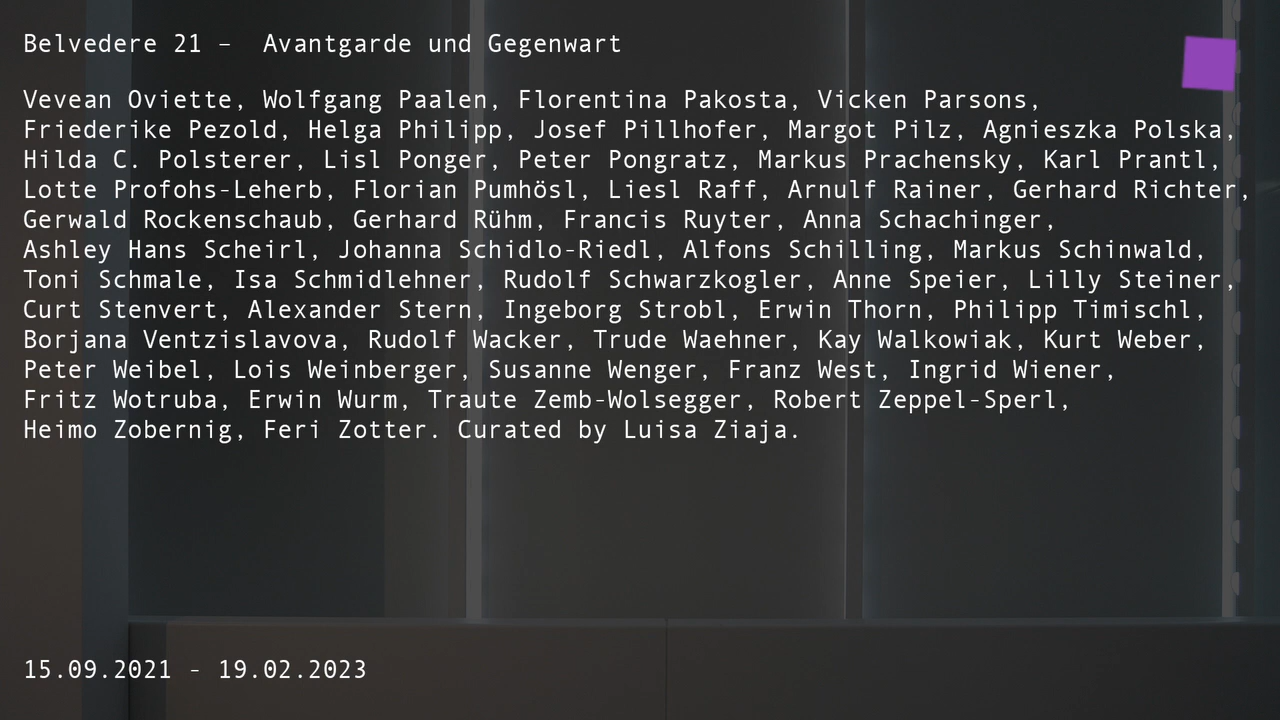 Belvedere 21 –  Avantgarde und Gegenwart
Vevean Oviette, Wolfgang Paalen, Florentina Pakosta, Vicken Parsons,
Friederike Pezold, Helga Philipp, Josef Pillhofer, Margot Pilz, Agnieszka Polska,
Hilda C. Polsterer, Lisl Ponger, Peter Pongratz, Markus Prachensky, Karl Prantl,
Lotte Profohs-Leherb, Florian Pumhösl, Liesl Raff, Arnulf Rainer, Gerhard Richter,
Gerwald Rockenschaub, Gerhard Rühm, Francis Ruyter, Anna Schachinger,
Ashley Hans Scheirl, Johanna Schidlo-Riedl, Alfons Schilling, Markus Schinwald,
Toni Schmale, Isa Schmidlehner, Rudolf Schwarzkogler, Anne Speier, Lilly Steiner,
Curt Stenvert, Alexander Stern, Ingeborg Strobl, Erwin Thorn, Philipp Timischl,
Borjana Ventzislavova, Rudolf Wacker, Trude Waehner, Kay Walkowiak, Kurt Weber,
Peter Weibel, Lois Weinberger, Susanne Wenger, Franz West, Ingrid Wiener,
Fritz Wotruba, Erwin Wurm, Traute Zemb-Wolsegger, Robert Zeppel-Sperl,
Heimo Zobernig, Feri Zotter. Curated by Luisa Ziaja.
15.09.2021 - 19.02.2023